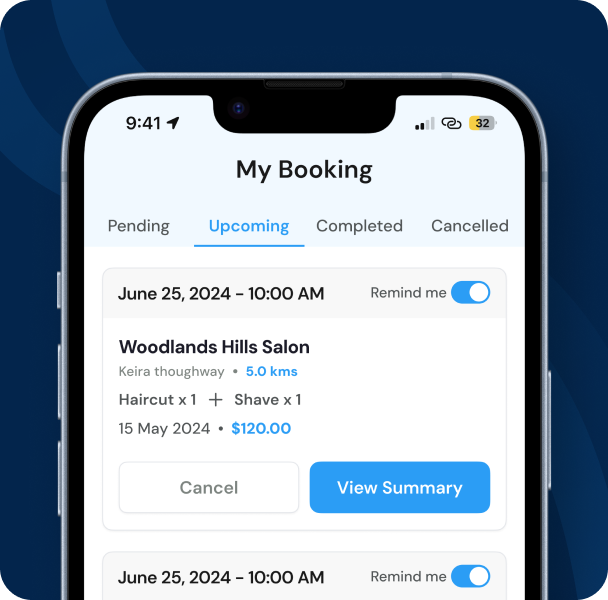 9:41
32
My Booking
Pending Upcoming Completed Cancelled
June 25, 2024 - 10:00 AM Remind me
Woodlands Hills Salon
Keira thoughway • 5.0 kms
Haircut x 1 + Shave x 1
15 May 2024 • $120.00
Cancel View Summary
June 25, 2024 - 10:00 AM Remind me